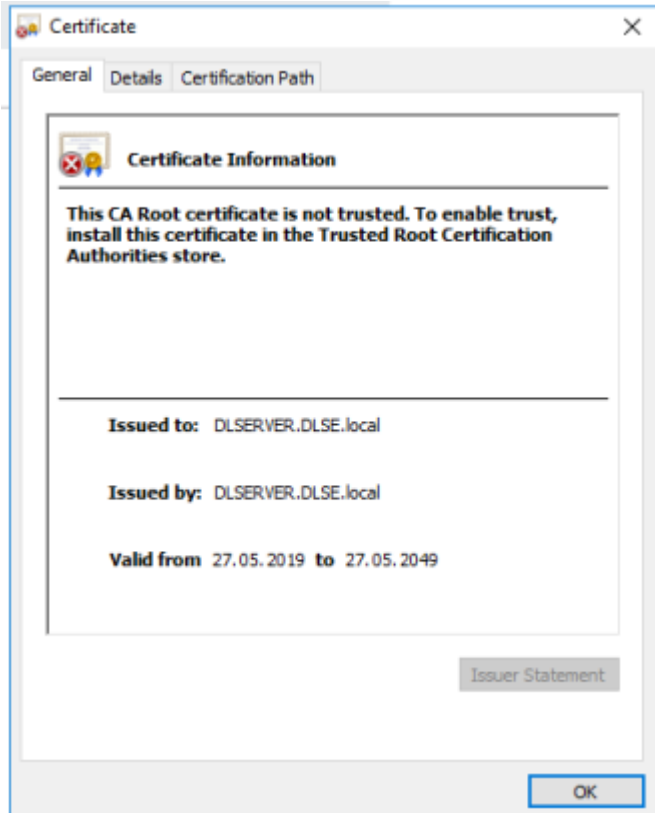 Certificate
General Details Certification Path
Certificate Information
This CA Root certificate is not trusted. To enable trust,
install this certificate in the Trusted Root Certification
Authorities store.
Issued to: DLSERVER.DLSE.local
Issued by: DLSERVER.DLSE.local
Valid from 27.05.2019 to 27.05.2049
Issuer Statement
OK